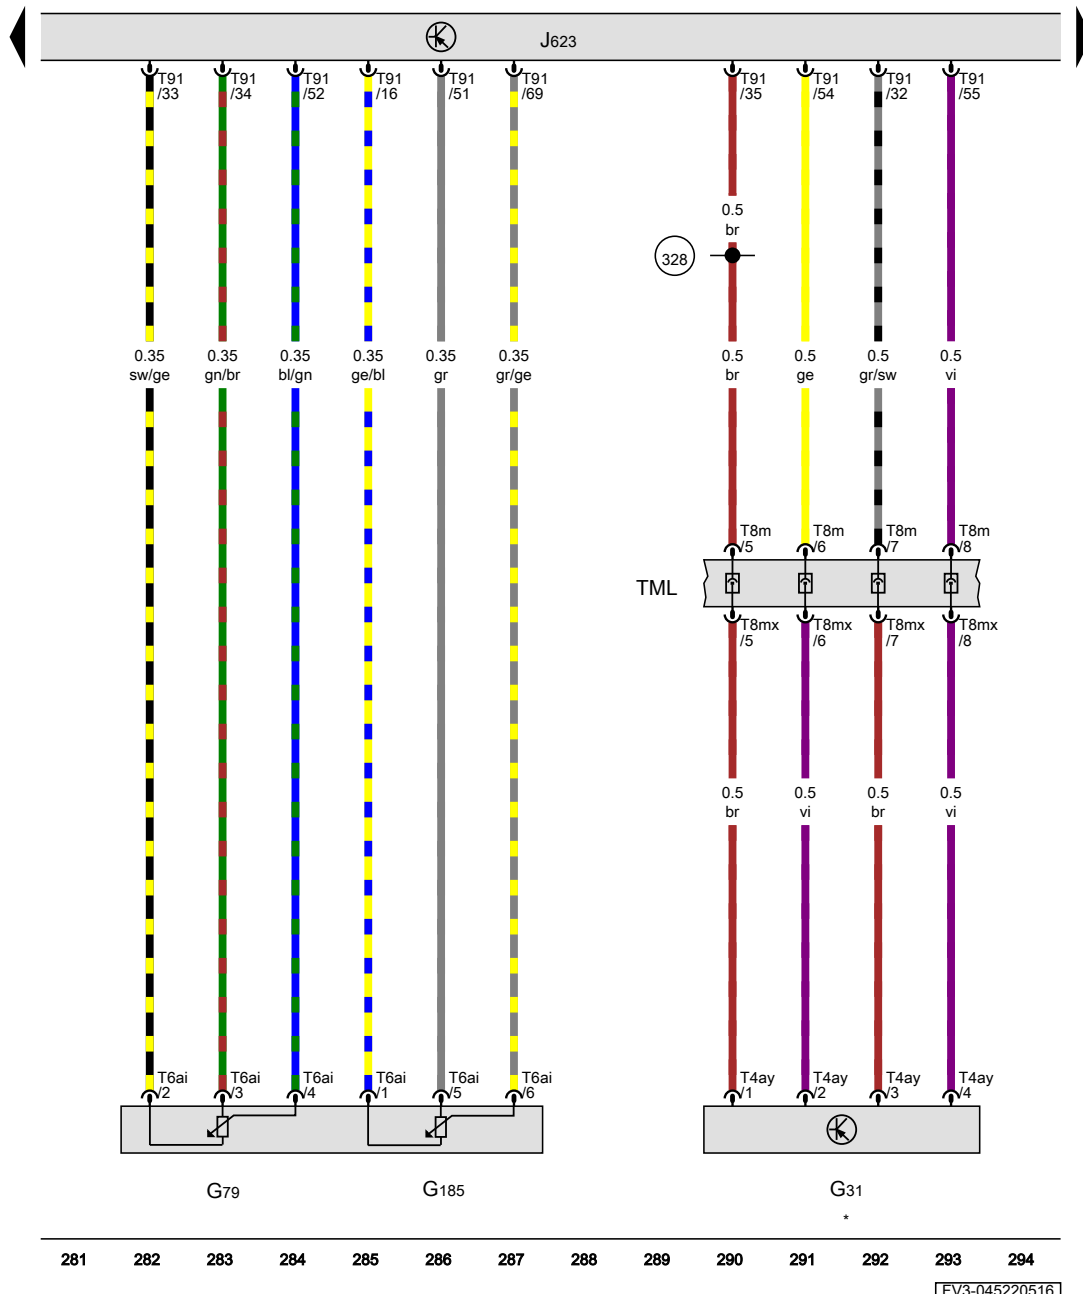 J623
T91 T91 T91 T91 T91 T91 T91 T91 T91 T91
/33 /34 /52 /16 /51 /69 /35 /54 /32 /55
0.5
br
328
0.35 0.35 0.35 0.35 0.35 0.35 0.5 0.5 0.5 0.5
sw/ge gn/br bl/gn ge/bl gr gr/ge br ge gr/sw vi
T8m T8m T8m T8m
/5 /6 /7 /8
TML
T8mx T8mx T8mx T8mx
/5 /6 /7 /8
0.5 0.5 0.5 0.5
br vi br vi
T6ai T6ai T6ai T6ai T6ai T6ai T4ay T4ay T4ay T4ay
/2 /3 /4 /1 /5 /6 /1 /2 /3 /4
G79 G185 G31
*
281 282 283 284 285 286 287 288 289 290 291 292 293 294
EV3-045220516